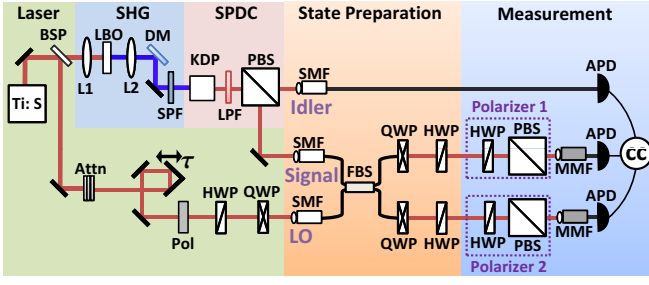 Laser
SHG
SPDC
State Preparation
Measurement
BSP
LBO
DM
L1
L2
SPF
KDP
LPF
PBS
SMF
Idler
APD
Ti: S
Polarizer 1
QWP
HWP
HWP
PBS
MMF
APD
CC
SMF
Signal
FBS
Attn
τ
Pol
HWP
QWP
SMF
LO
QWP
HWP
HWP
PBS
MMF
APD
Polarizer 2